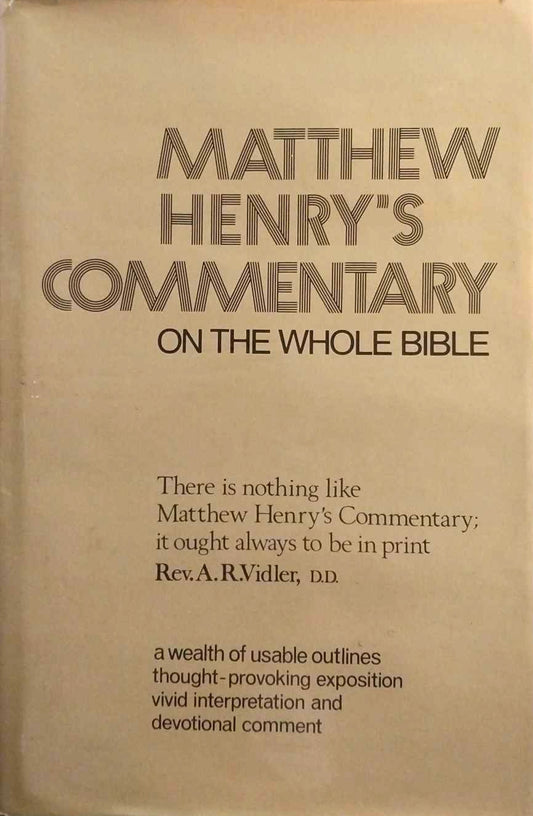 MATTHEW
HENRY'S
COMMENTARY
ON THE WHOLE BIBLE
There is nothing like
Matthew Henry's Commentary;
it ought always to be in print
Rev. A. R. Vidler, D.D.
a wealth of usable outlines
thought-provoking exposition
vivid interpretation and
devotional comment